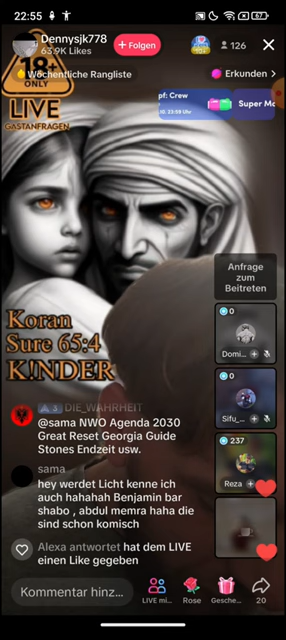 22:55
67
Dennysjk778
63.9K Likes
+ Folgen
126
18+
ONLY
Wöchentliche Rangliste
Erkunden >
LIVE
GASTANFRAGEN
pf: Crew
Super Mo
Anfrage
zum
Beitreten
0
Domi...
0
Sifu_...
237
Reza
Koran
Sure 65:4
K!NDER
3 DIE_WAHRHEIT
@sama NWO Agenda 2030
Great Reset Georgia Guide
Stones Endzeit usw.
sama
hey werdet Licht kenne ich
auch hahahah Benjamin bar
shabo , abdul memra haha die
sind schon komisch
Alexa antwortet hat dem LIVE
einen Like gegeben
Kommentar hinz...
LIVE mi...
Rose
Gesche...
20